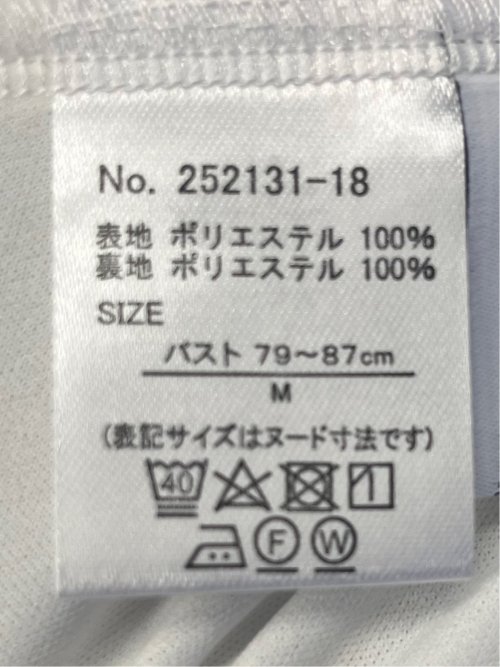 No. 252131-18
表地 ポリエステル 100%
裏地 ポリエステル 100%
SIZE
バスト 79~87cm
M
(表記サイズはヌード寸法です)
40
F W